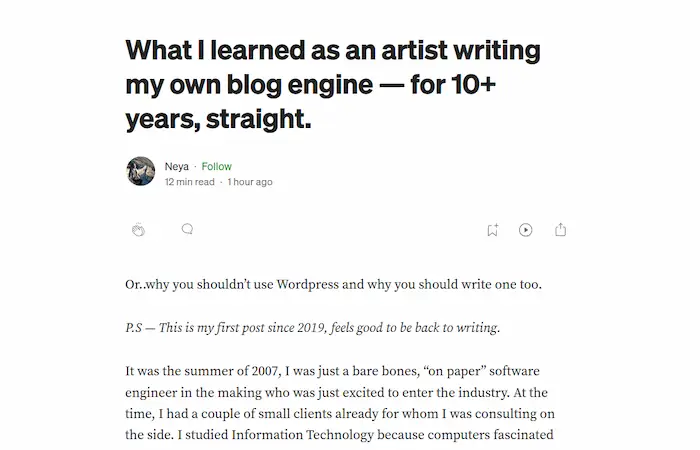 What I learned as an artist writing
my own blog engine — for 10+
years, straight.
Neya · Follow
12 min read · 1 hour ago
Or..why you shouldn’t use Wordpress and why you should write one too.
P.S — This is my first post since 2019, feels good to be back to writing.
It was the summer of 2007, I was just a bare bones, “on paper” software
engineer in the making who was just excited to enter the industry. At the
time, I had a couple of small clients already for whom I was consulting on
the side. I studied Information Technology because computers fascinated